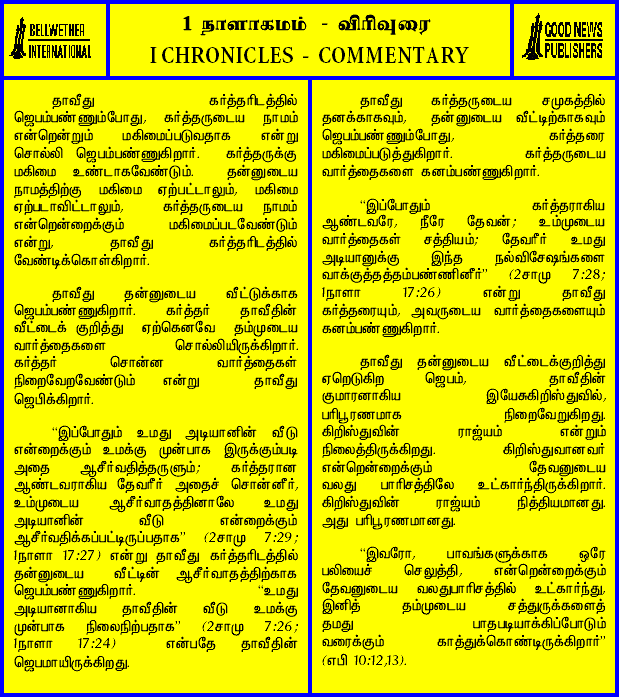 BELLWETHER
INTERNATIONAL
1 நாளாகமம் - விரிவுரை
I CHRONICLES - COMMENTARY
GOOD NEWS
PUBLISHERS
தாவீது கர்த்தரிடத்தில்
ஜெபம்பண்ணும்போது, கர்த்தருடைய நாமம்
என்றென்றும் மகிமைப்படுவதாக என்று
சொல்லி ஜெபம்பண்ணுகிறார். கர்த்தருக்கு
மகிமை உண்டாகவேண்டும். தன்னுடைய
நாமத்திற்கு மகிமை ஏற்பட்டாலும், மகிமை
ஏற்படாவிட்டாலும், கர்த்தருடைய நாமம்
என்றென்றைக்கும் மகிமைப்படவேண்டும்
என்று, தாவீது கர்த்தரிடத்தில்
வேண்டிக்கொள்கிறார்.
தாவீது தன்னுடைய வீட்டுக்காக
ஜெபம்பண்ணுகிறார். கர்த்தர் தாவீதின்
வீட்டைக் குறித்து ஏற்கெனவே தம்முடைய
வார்த்தைகளை சொல்லியிருக்கிறார்.
கர்த்தர் சொன்ன வார்த்தைகள்
நிறைவேறவேண்டும் என்று தாவீது
ஜெபிக்கிறார்.
“இப்போதும் உமது அடியானின் வீடு
என்றைக்கும் உமக்கு முன்பாக இருக்கும்படி
அதை ஆசீர்வதித்தருளும்; கர்த்தரான
ஆண்டவராகிய தேவரீர் அதைச் சொன்னீர்,
உம்முடைய ஆசீர்வாதத்தினாலே உமது
அடியானின் வீடு என்றைக்கும்
ஆசீர்வதிக்கப்பட்டிருப்பதாக” (2சாமு 7:29;
1நாளா 17:27) என்று தாவீது கர்த்தரிடத்தில்
தன்னுடைய வீட்டின் ஆசீர்வாதத்திற்காக
ஜெபம்பண்ணுகிறார். “உமது
அடியானாகிய தாவீதின் வீடு உமக்கு
முன்பாக நிலைநிற்பதாக” (2சாமு 7:26;
1நாளா 17:24) என்பதே தாவீதின்
ஜெபமாயிருக்கிறது.
தாவீது கர்த்தருடைய சமுகத்தில்
தனக்காகவும், தன்னுடைய வீட்டிற்காகவும்
ஜெபம்பண்ணும்போது, கர்த்தரை
மகிமைப்படுத்துகிறார். கர்த்தருடைய
வார்த்தைகளை கனம்பண்ணுகிறார்.
“இப்போதும் கர்த்தராகிய
ஆண்டவரே, நீரே தேவன்; உம்முடைய
வார்த்தைகள் சத்தியம்; தேவரீர் உமது
அடியானுக்கு இந்த நல்விசேஷங்களை
வாக்குத்தத்தம்பண்ணினீர்” (2சாமு 7:28;
1நாளா 17:26) என்று தாவீது
கர்த்தரையும், அவருடைய வார்த்தைகளையும்
கனம்பண்ணுகிறார்.
தாவீது தன்னுடைய வீட்டைக்குறித்து
ஏறெடுகிற ஜெபம், தாவீதின்
குமாரனாகிய இயேசுகிறிஸ்துவில்,
பரிபூரணமாக நிறைவேறுகிறது.
கிறிஸ்துவின் ராஜ்யம் என்றும்
நிலைத்திருக்கிறது. கிறிஸ்துவானவர்
என்றென்றைக்கும் தேவனுடைய
வலது பாரிசத்திலே உட்கார்ந்திருக்கிறார்.
கிறிஸ்துவின் ராஜ்யம் நித்தியமானது.
அது பரிபூரணமானது.
“இவரோ, பாவங்களுக்காக ஒரே
பலியைச் செலுத்தி, என்றென்றைக்கும்
தேவனுடைய வலதுபாரிசத்தில் உட்கார்ந்து,
இனித் தம்முடைய சத்துருக்களைத்
தமது பாதபடியாக்கிப்போடும்
வரைக்கும் காத்துக்கொண்டிருக்கிறார்”
(எபி 10:12,13).